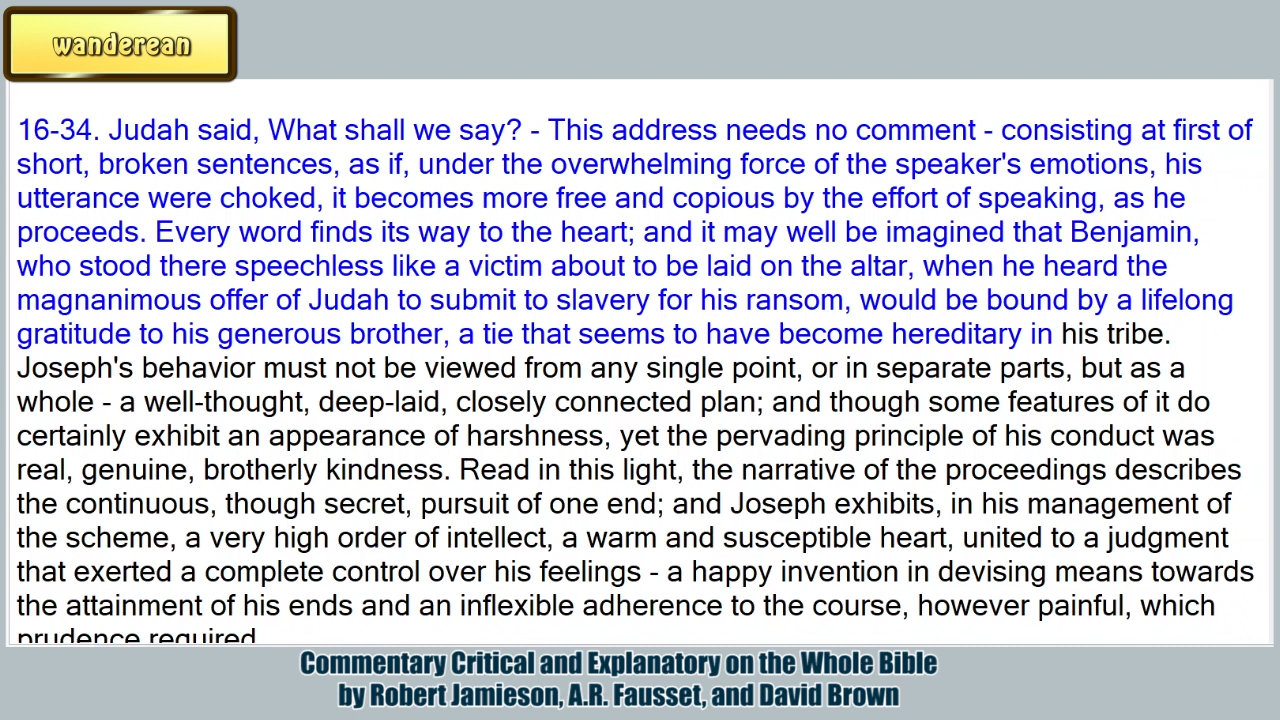 wanderean
16-34. Judah said, What shall we say? - This address needs no comment - consisting at first of
short, broken sentences, as if, under the overwhelming force of the speaker's emotions, his
utterance were choked, it becomes more free and copious by the effort of speaking, as he
proceeds. Every word finds its way to the heart; and it may well be imagined that Benjamin,
who stood there speechless like a victim about to be laid on the altar, when he heard the
magnanimous offer of Judah to submit to slavery for his ransom, would be bound by a lifelong
gratitude to his generous brother, a tie that seems to have become hereditary in his tribe.
Joseph's behavior must not be viewed from any single point, or in separate parts, but as a
whole - a well-thought, deep-laid, closely connected plan; and though some features of it do
certainly exhibit an appearance of harshness, yet the pervading principle of his conduct was
real, genuine, brotherly kindness. Read in this light, the narrative of the proceedings describes
the continuous, though secret, pursuit of one end; and Joseph exhibits, in his management of
the scheme, a very high order of intellect, a warm and susceptible heart, united to a judgment
that exerted a complete control over his feelings - a happy invention in devising means towards
the attainment of his ends and an inflexible adherence to the course, however painful, which
prudence required.
Commentary Critical and Explanatory on the Whole Bible
by Robert Jamieson, A.R. Fausset, and David Brown